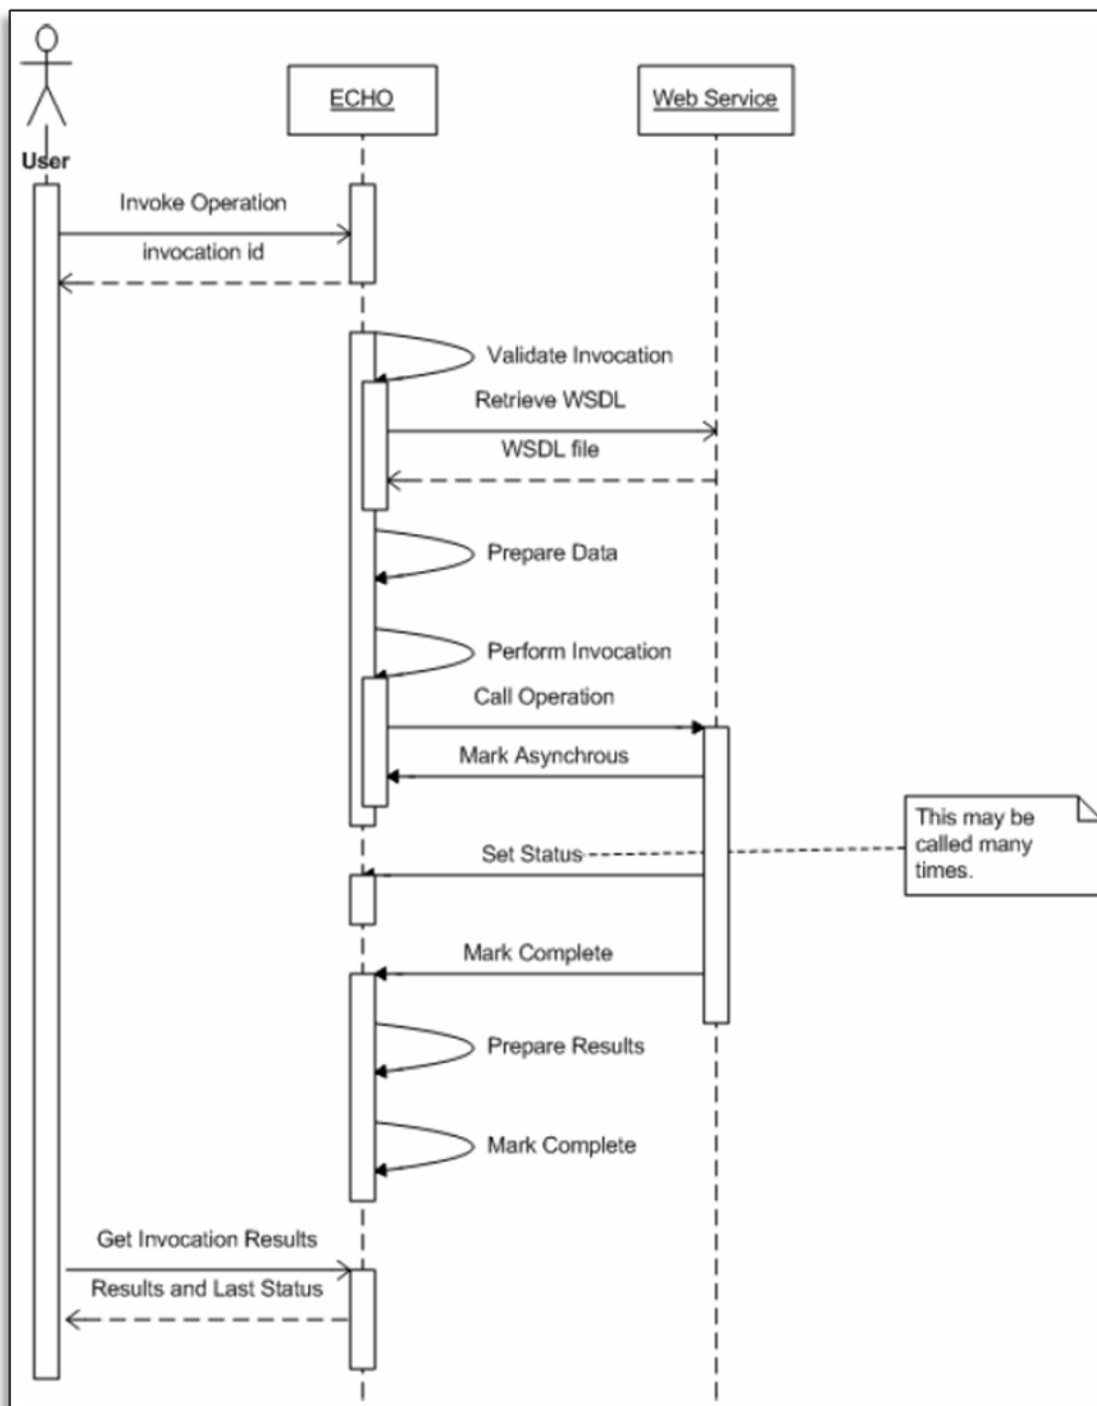 ECHO
Web Service
User
Invoke Operation
invocation id
Validate Invocation
Retrieve WSDL
WSDL file
Prepare Data
Perform Invocation
Call Operation
Mark Asynchrous
This may be
called many
times.
Set Status
Mark Complete
Prepare Results
Mark Complete
Get Invocation Results
Results and Last Status